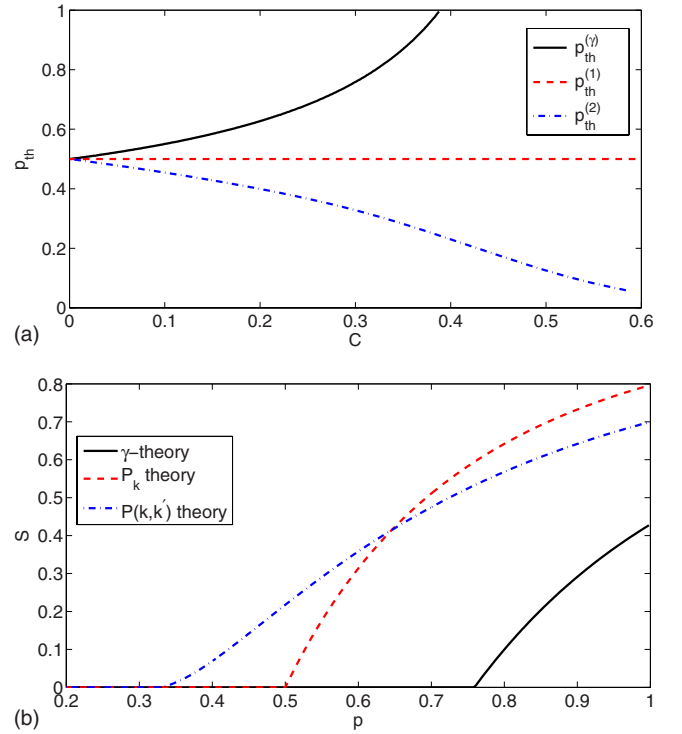 1
0.8
0.6
0.4
0.2
0
p_th
p_th^(γ)
p_th^(1)
p_th^(2)
0 0.1 0.2 0.3 0.4 0.5 0.6
C
(a)
0.8
0.7
0.6
0.5
0.4
0.3
0.2
0.1
0
S
γ−theory
P_k theory
P(k,k′) theory
0.2 0.3 0.4 0.5 0.6 0.7 0.8 0.9 1
p
(b)